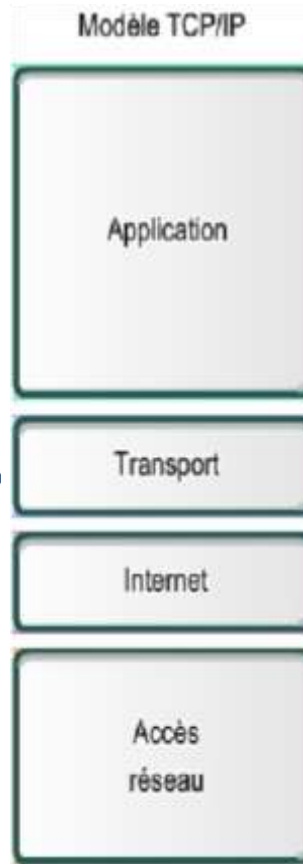 Modèle TCP/IP
Application
Transport
Internet
Accès
réseau